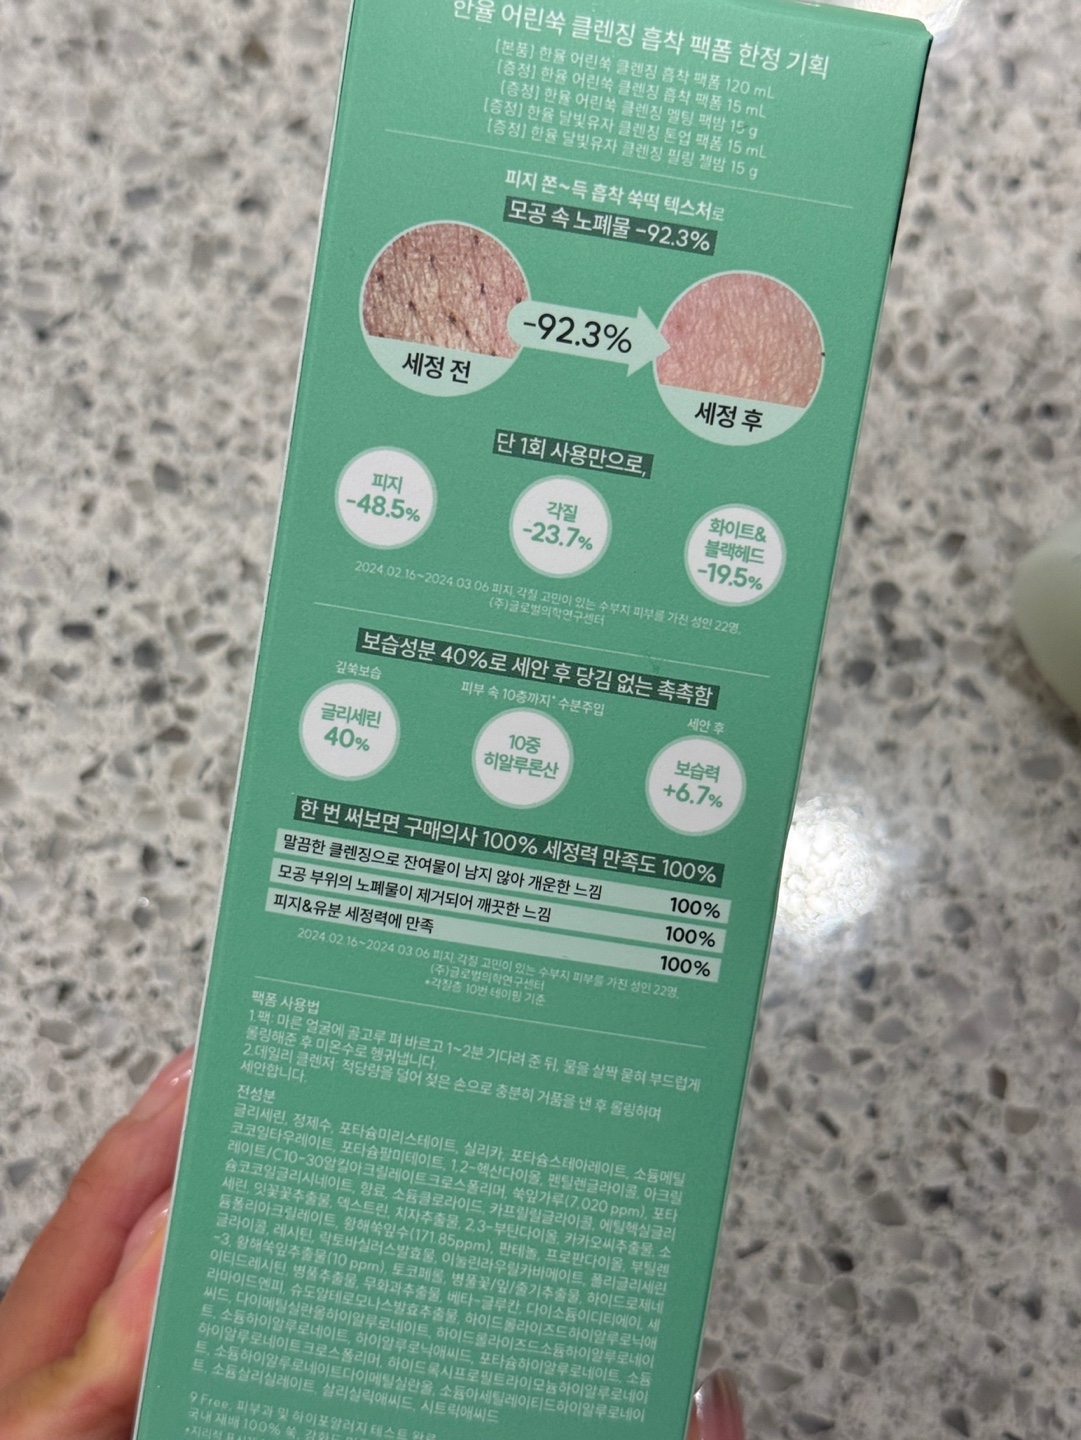 한율 어린쑥 클렌징 흡착 팩폼 한정 기획
[본품] 한율 어린쑥 클렌징 흡착 팩폼 120 mL
[증정] 한율 어린쑥 클렌징 흡착 팩폼 15 mL
[증정] 한율 어린쑥 클렌징 멜팅 팩밤 15 g
[증정] 한율 달빛유자 클렌징 톤업 팩폼 15 mL
[증정] 한율 달빛유자 클렌징 필링 젤밤 15 g
피지 쫀~득 흡착 쑥떡 텍스처로
모공 속 노폐물 -92.3%
-92.3%
세정 전
세정 후
단 1회 사용만으로,
피지
-48.5%
각질
-23.7%
화이트&
블랙헤드
-19.5%
2024.02.16~2024.03.06 피지, 각질 고민이 있는 수부지 피부를 가진 성인 22명,
(주)글로벌의학연구센터
보습성분 40%로 세안 후 당김 없는 촉촉함
깊쑥보습
글리세린
40%
피부 속 10층까지* 수분주입
10중
히알루론산
세안 후
보습력
+6.7%
한 번 써보면 구매의사 100% 세정력 만족도 100%
말끔한 클렌징으로 잔여물이 남지 않아 개운한 느낌 100%
모공 부위의 노폐물이 제거되어 깨끗한 느낌 100%
피지&유분 세정력에 만족 100%
2024.02.16~2024.03.06 피지, 각질 고민이 있는 수부지 피부를 가진 성인 22명,
(주)글로벌의학연구센터
*각질층 10번 테이핑 기준
팩폼 사용법
1.팩: 마른 얼굴에 골고루 펴 바르고 1~2분 기다려 준 뒤, 물을 살짝 묻혀 부드럽게
롤링해준 후 미온수로 헹궈냅니다.
2.데일리 클렌저: 적당량을 덜어 젖은 손으로 충분히 거품을 낸 후 롤링하며
세안합니다.
전성분
글리세린, 정제수, 포타슘미리스테이트, 실리카, 포타슘스테아레이트, 소듐메틸
코코일타우레이트, 포타슘팔미테이트, 1,2-헥산다이올, 펜틸렌글라이콜, 아크릴
레이트/C10-30알킬아크릴레이트크로스폴리머, 쑥잎가루(7,020 ppm), 포타
슘코코일글리시네이트, 향료, 소듐클로라이드, 카프릴릴글라이콜, 에틸헥실글리
세린, 잇꽃꽃추출물, 덱스트린, 치자추출물, 2,3-부탄다이올, 카카오씨추출물, 소
듐폴리아크릴레이트, 황해쑥잎수(171.85ppm), 판테놀, 프로판다이올, 부틸렌
글라이콜, 레시틴, 락토바실러스발효물, 이눌린라우릴카바메이트, 폴리글리세린
-3, 황해쑥잎추출물(10 ppm), 토코페롤, 병풀꽃/잎/줄기추출물, 하이드로제네
이티드레시틴, 병풀추출물, 무화과추출물, 베타-글루칸, 다이소듐이디티에이, 세
라마이드엔피, 슈도알테로모나스발효추출물, 하이드롤라이즈드하이알루로닉애
씨드, 다이메틸실란올하이알루로네이트, 하이드롤라이즈드소듐하이알루로네이
트, 소듐하이알루로네이트, 하이알루로닉애씨드, 포타슘하이알루로네이트, 소듐
하이알루로네이트크로스폴리머, 하이드록시프로필트라이모늄하이알루로네이
트, 소듐하이알루로네이트다이메틸실란올, 소듐아세틸레이티드하이알루로네이
트, 소듐살리실레이트, 살리실릭애씨드, 시트릭애씨드
9 Free, 피부과 및 하이포알러지 테스트 완료
국내 재배 100% 쑥,